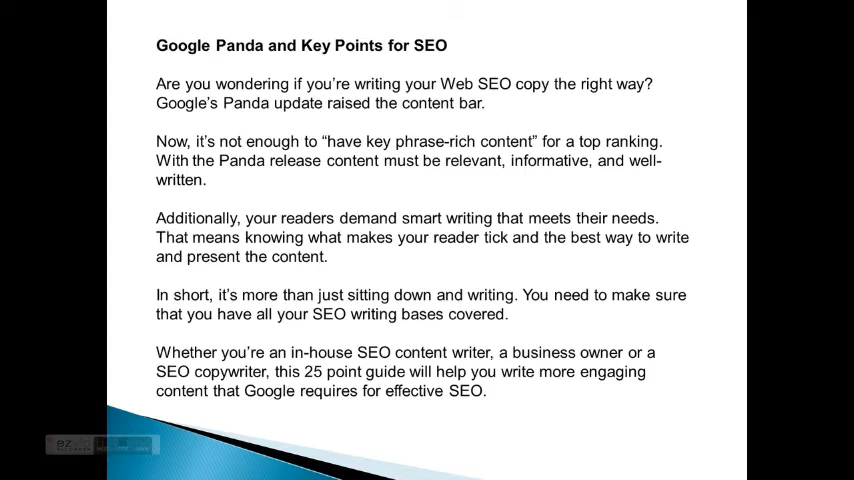 Google Panda and Key Points for SEO
Are you wondering if you're writing your Web SEO copy the right way?
Google's Panda update raised the content bar.
Now, it's not enough to “have key phrase-rich content” for a top ranking.
With the Panda release content must be relevant, informative, and well-
written.
Additionally, your readers demand smart writing that meets their needs.
That means knowing what makes your reader tick and the best way to write
and present the content.
In short, it's more than just sitting down and writing. You need to make sure
that you have all your SEO writing bases covered.
Whether you're an in-house SEO content writer, a business owner or a
SEO copywriter, this 25 point guide will help you write more engaging
content that Google requires for effective SEO.
ezvid